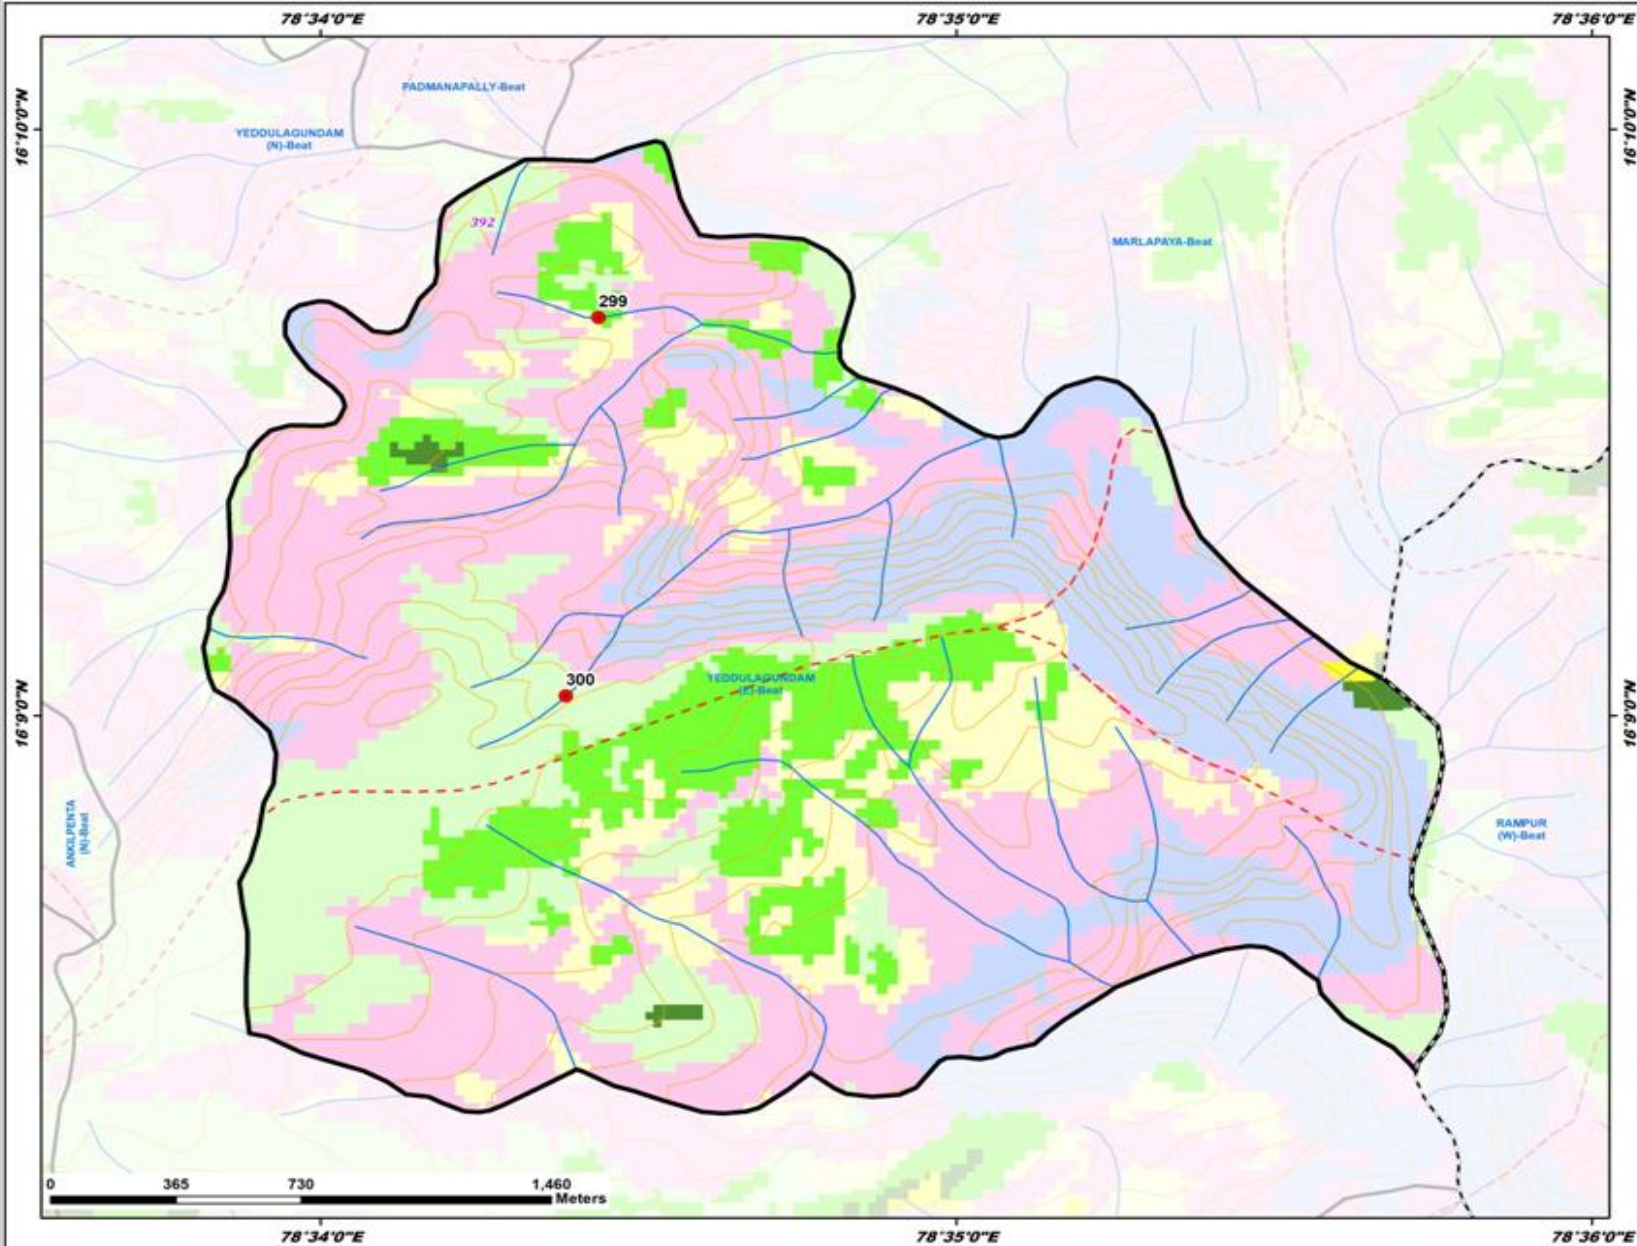 78°34'0"E
78°35'0"E
78°36'0"E
16°10'0"N
16°10'0"N
PADMANAPALLY-Beat
YEDDULAGUNDAM
(N)-Beat
392
MARLAPAYA-Beat
299
300
YEDDULAGUNDAM
(E)-Beat
16°9'0"N
16°9'0"N
ANKILPENTA
(N)-Beat
RAMPUR
(W)-Beat
0 365 730 1,460
Meters
78°34'0"E
78°35'0"E
78°36'0"E